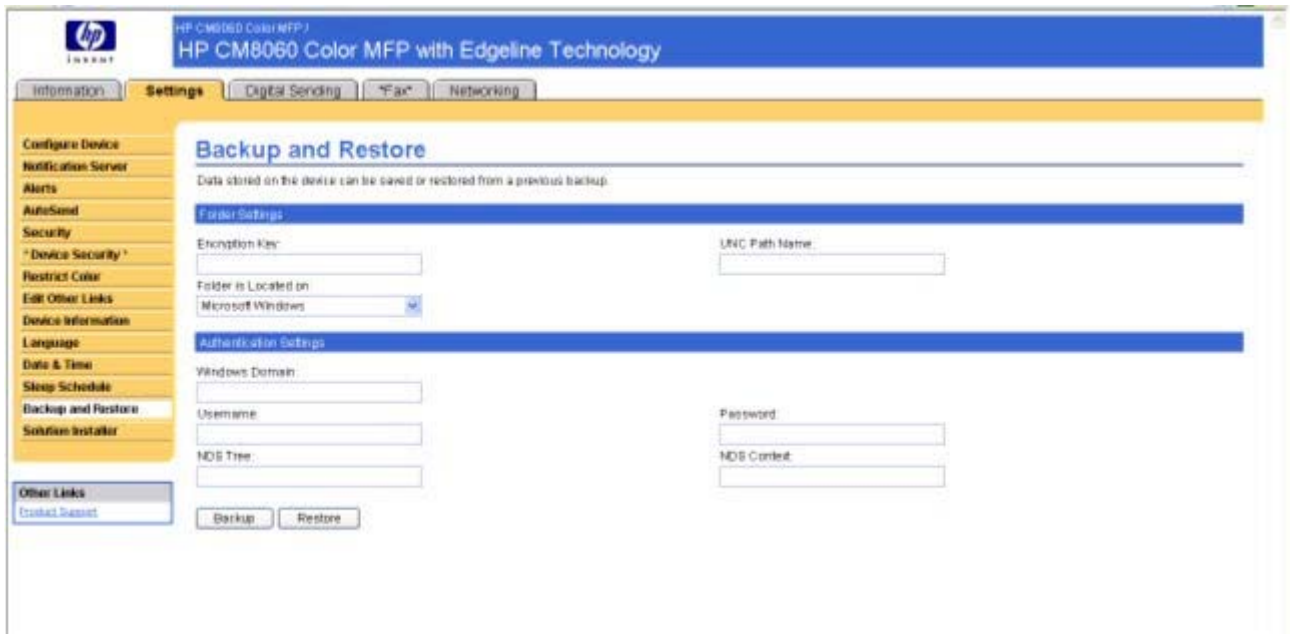 hp
invent
HP CM8060 Color MFP /
HP CM8060 Color MFP with Edgeline Technology
Information
Settings
Digital Sending
"Fax"
Networking
Configure Device
Notification Server
Alerts
AutoSend
Security
" Device Security "
Restrict Color
Edit Other Links
Device Information
Language
Date & Time
Sleep Schedule
Backup and Restore
Solution Installer
Other Links
Product Support
Backup and Restore
Data stored on the device can be saved or restored from a previous backup.
Folder Settings
Encryption Key:
UNC Path Name:
Folder is Located on
Microsoft Windows
Authentication Settings
Windows Domain:
Username:
Password:
NDS Tree:
NDS Context:
Backup
Restore